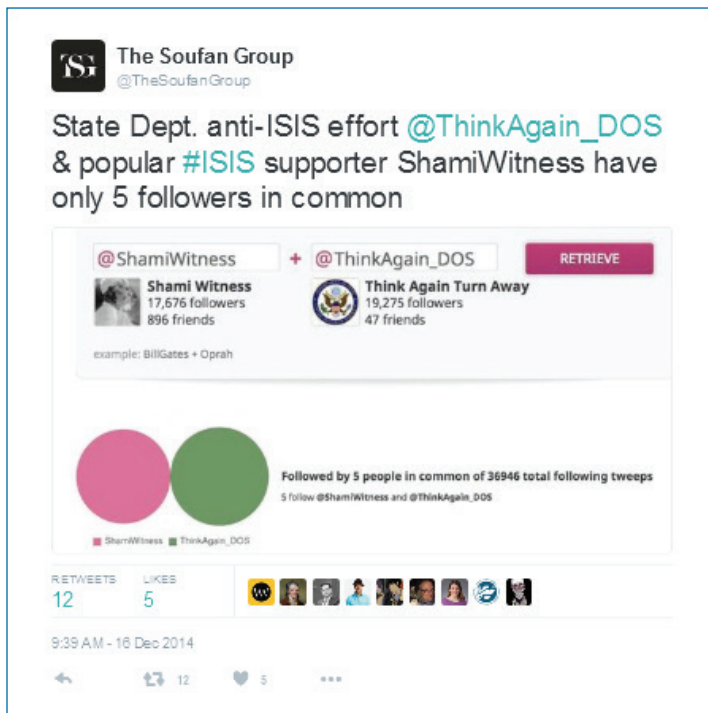 TSG
The Soufan Group
@TheSoufanGroup
State Dept. anti-ISIS effort @ThinkAgain_DOS
& popular #ISIS supporter ShamiWitness have
only 5 followers in common
@ShamiWitness + @ThinkAgain_DOS RETRIEVE
Shami Witness
17,676 followers
896 friends
Think Again Turn Away
19,275 followers
47 friends
example: BillGates + Oprah
Followed by 5 people in common of 36946 total following tweeps
5 follow @ShamiWitness and @ThinkAgain_DOS
ShamiWitness ThinkAgain_DOS
RETWEETS LIKES
12 5
9:39 AM - 16 Dec 2014
12 5